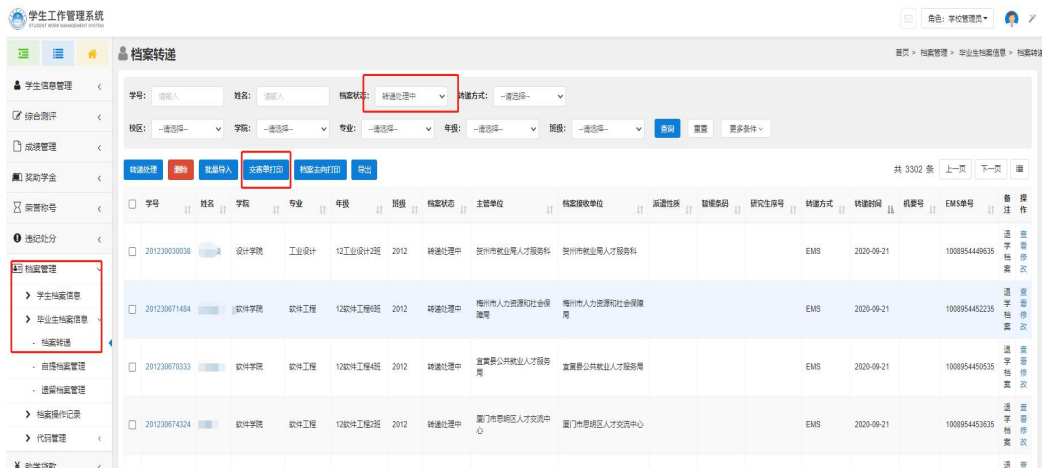 学生工作管理系统
STUDENT WORK MANAGEMENT SYSTEM
角色：学校管理员
档案转递
首页 > 档案管理 > 毕业生档案信息 > 档案转递
学生信息管理
综合测评
成绩管理
奖助学金
荣誉称号
违纪处分
档案管理
学生档案信息
毕业生档案信息
- 档案转递
- 自提档案管理
- 遗留档案管理
档案操作记录
代码管理
¥ 助学贷款
学号： 请输入 姓名： 请输入 档案状态： 转递处理中 转递方式： --请选择--
校区： --请选择-- 学院： --请选择-- 专业： --请选择-- 年级： --请选择-- 班级： --请选择-- 查询 重置 更多条件
转递处理 删除 批量导入 交寄单打印 档案去向打印 导出 共 3302 条 上一页 下一页
学号 姓名 学院 专业 年级 班级 档案状态 主管单位 档案接收单位 派遣性质 暂缓条码 研究生序号 转递方式 转递时间 机要号 EMS单号 备注 操作
201230030038 设计学院 工业设计 12工业设计2班 2012 转递处理中 贺州市就业局人才服务科 贺州市就业局人才服务科 EMS 2020-09-21 1008954449635 退学档案 查看 修改
201230671484 软件学院 软件工程 12软件工程6班 2012 转递处理中 梅州市人力资源和社会保障局 梅州市人力资源和社会保障局 EMS 2020-09-21 1008954452235 退学档案 查看 修改
201230670333 软件学院 软件工程 12软件工程4班 2012 转递处理中 宜黄县公共就业人才服务局 宜黄县公共就业人才服务局 EMS 2020-09-21 1008954450535 退学档案 查看 修改
201230674324 软件学院 软件工程 12软件工程2班 2012 转递处理中 厦门市思明区人才交流中心 厦门市思明区人才交流中心 EMS 2020-09-21 1008954453635 退学档案 查看 修改
退 查